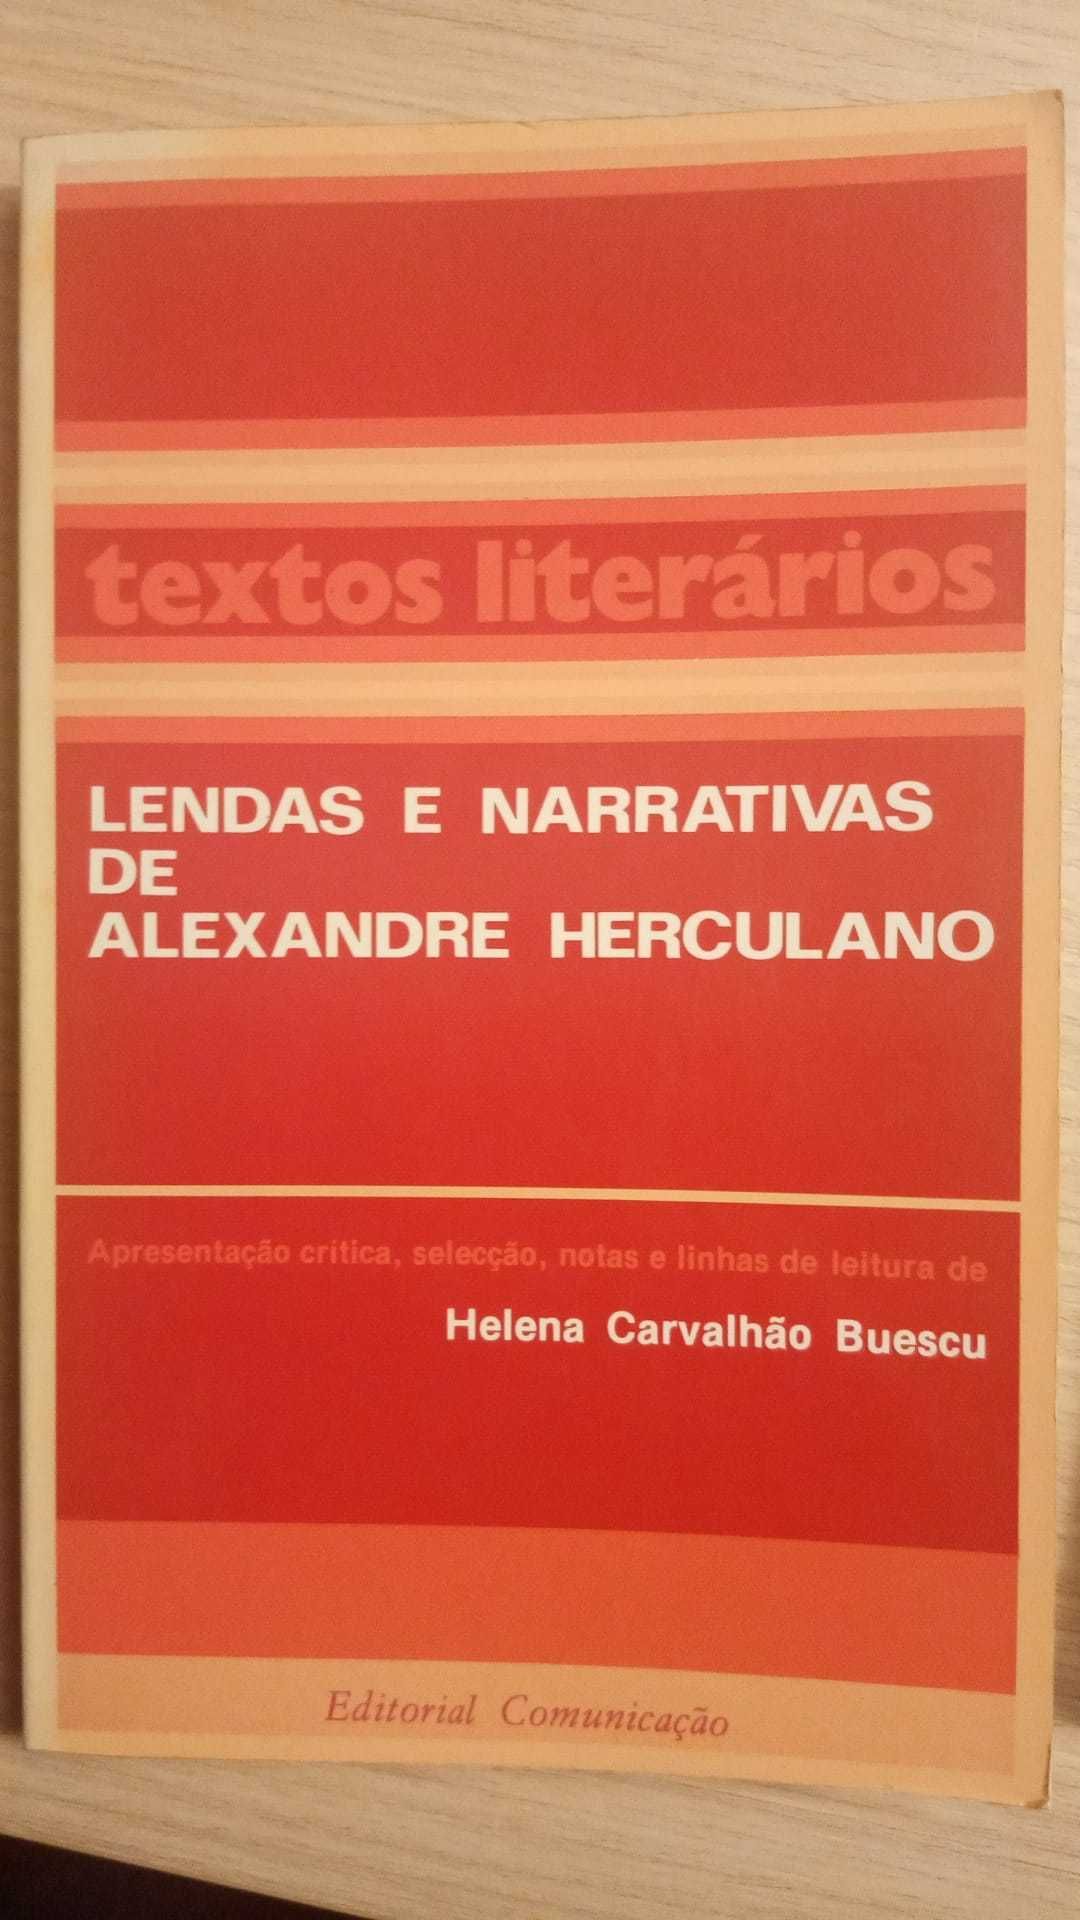 textos literários
LENDAS E NARRATIVAS
DE
ALEXANDRE HERCULANO
Apresentação crítica, selecção, notas e linhas de leitura de
Helena Carvalhão Buescu
Editorial Comunicação